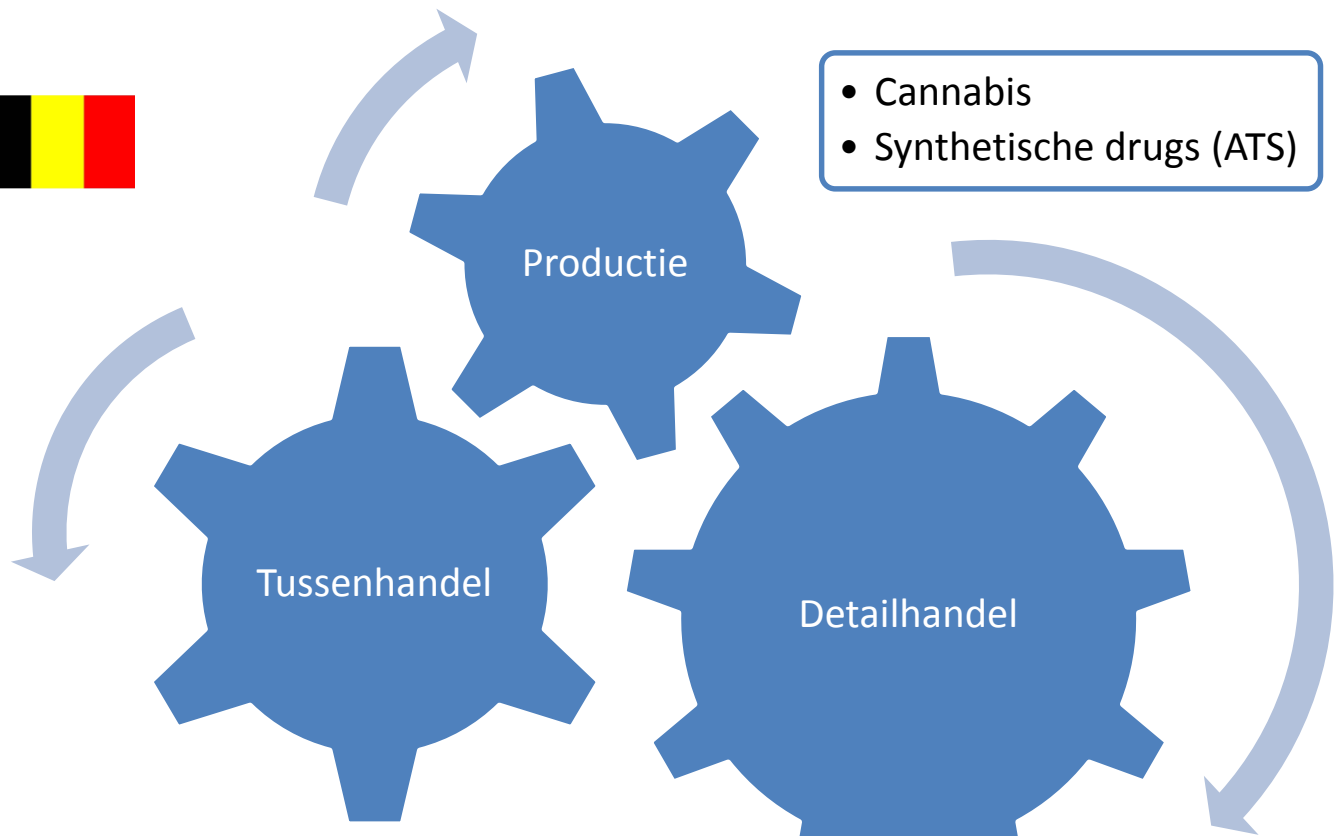 • Cannabis
• Synthetische drugs (ATS)
Productie
Tussenhandel
Detailhandel